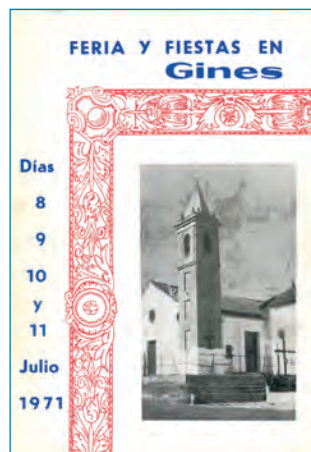 FERIA Y FIESTAS EN
Gines
Días
8
9
10
y
11
Julio
1971